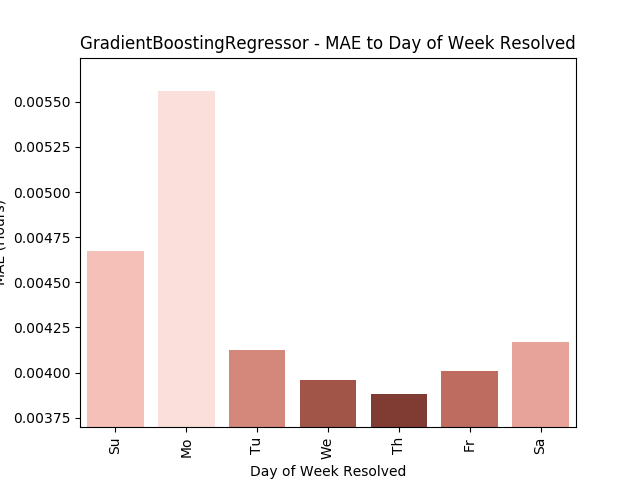 GradientBoostingRegressor - MAE to Day of Week Resolved
0.00550
0.00525
0.00500
0.00475
0.00450
0.00425
0.00400
0.00375
MAE (Hours)
Su
Mo
Tu
We
Th
Fr
Sa
Day of Week Resolved